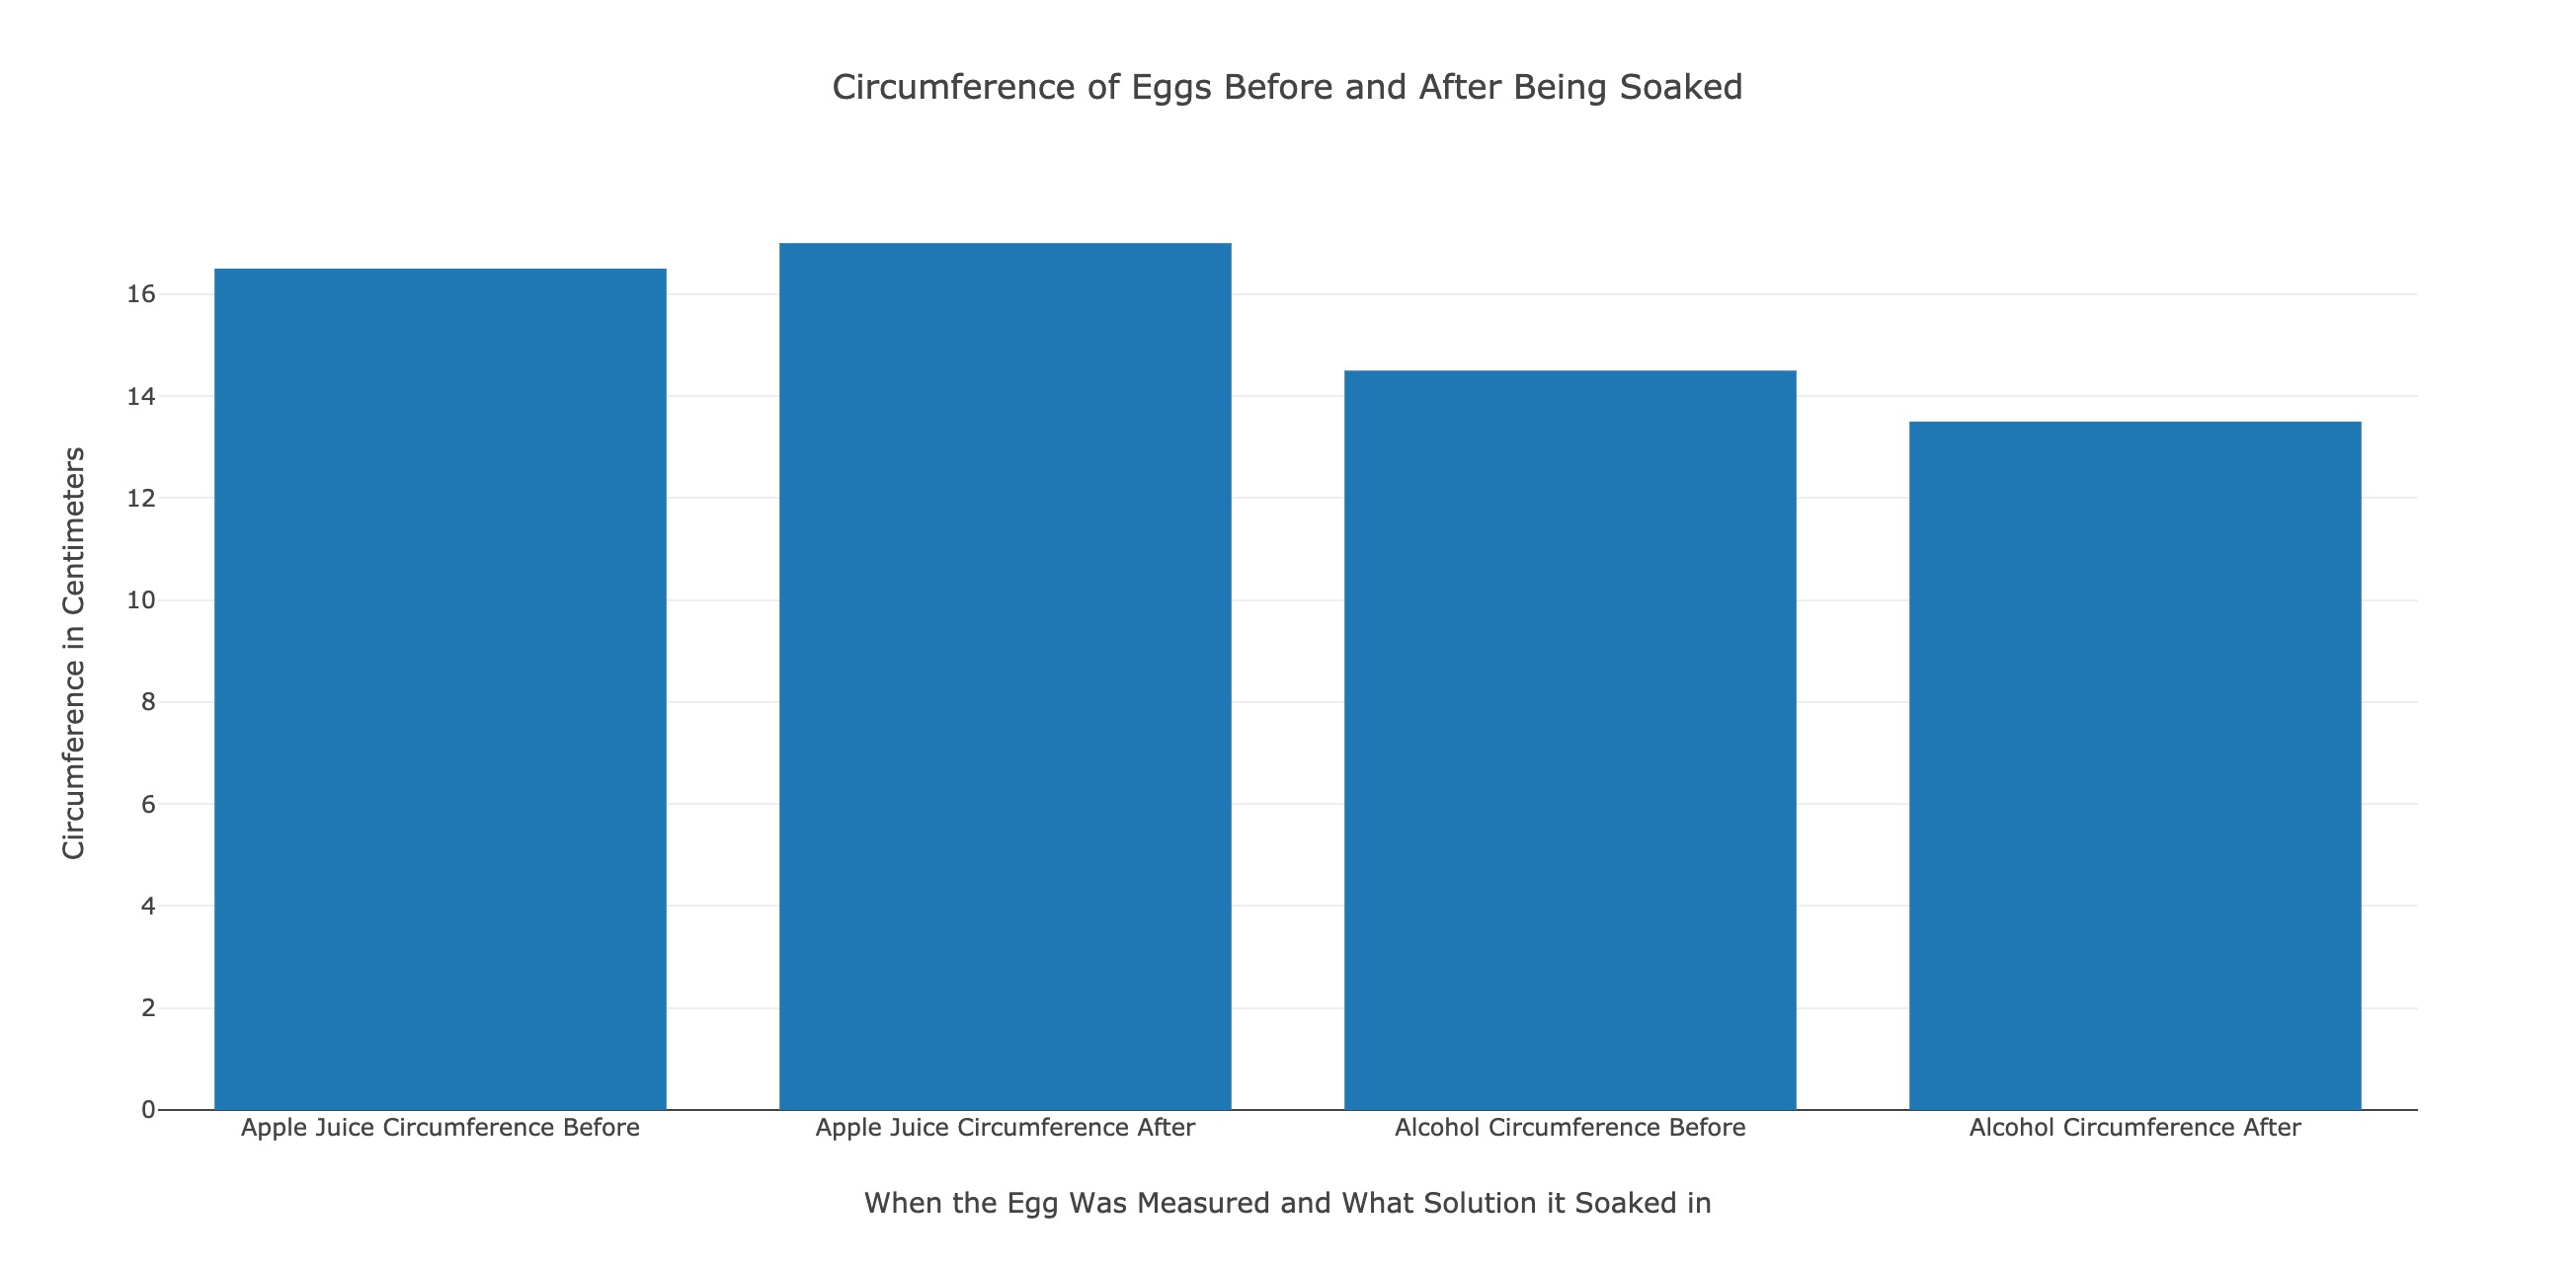 Circumference of Eggs Before and After Being Soaked
16
14
12
10
8
6
4
2
0
Circumference in Centimeters
Apple Juice Circumference Before
Apple Juice Circumference After
Alcohol Circumference Before
Alcohol Circumference After
When the Egg Was Measured and What Solution it Soaked in